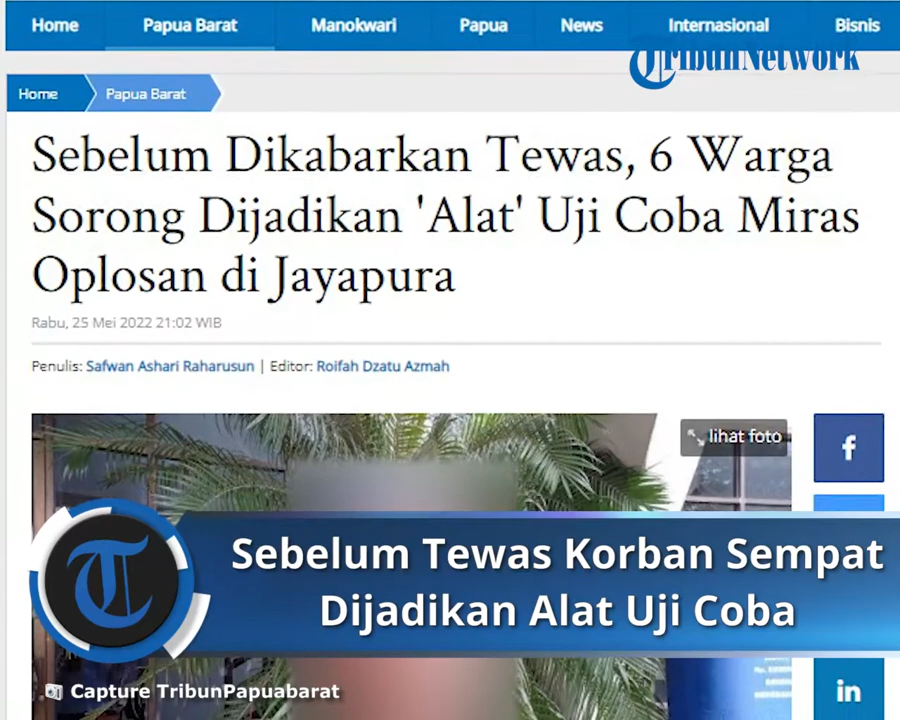 Home Papua Barat Manokwari Papua News Internasional Bisnis
TribunNetwork
Home Papua Barat
Sebelum Dikabarkan Tewas, 6 Warga
Sorong Dijadikan 'Alat' Uji Coba Miras
Oplosan di Jayapura
Rabu, 25 Mei 2022 21:02 WIB
Penulis: Safwan Ashari Raharusun | Editor: Roifah Dzatu Azmah
lihat foto
f
Sebelum Tewas Korban Sempat
Dijadikan Alat Uji Coba
T
Capture TribunPapuabarat
in